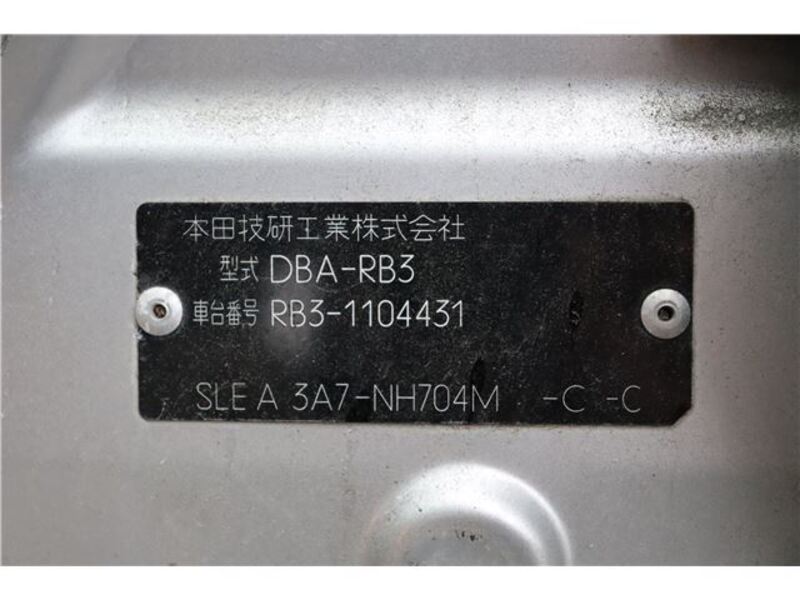 本田技研工業株式会社
型式 DBA-RB3
車台番号 RB3-1104431
SLE A 3A7-NH704M -C -C